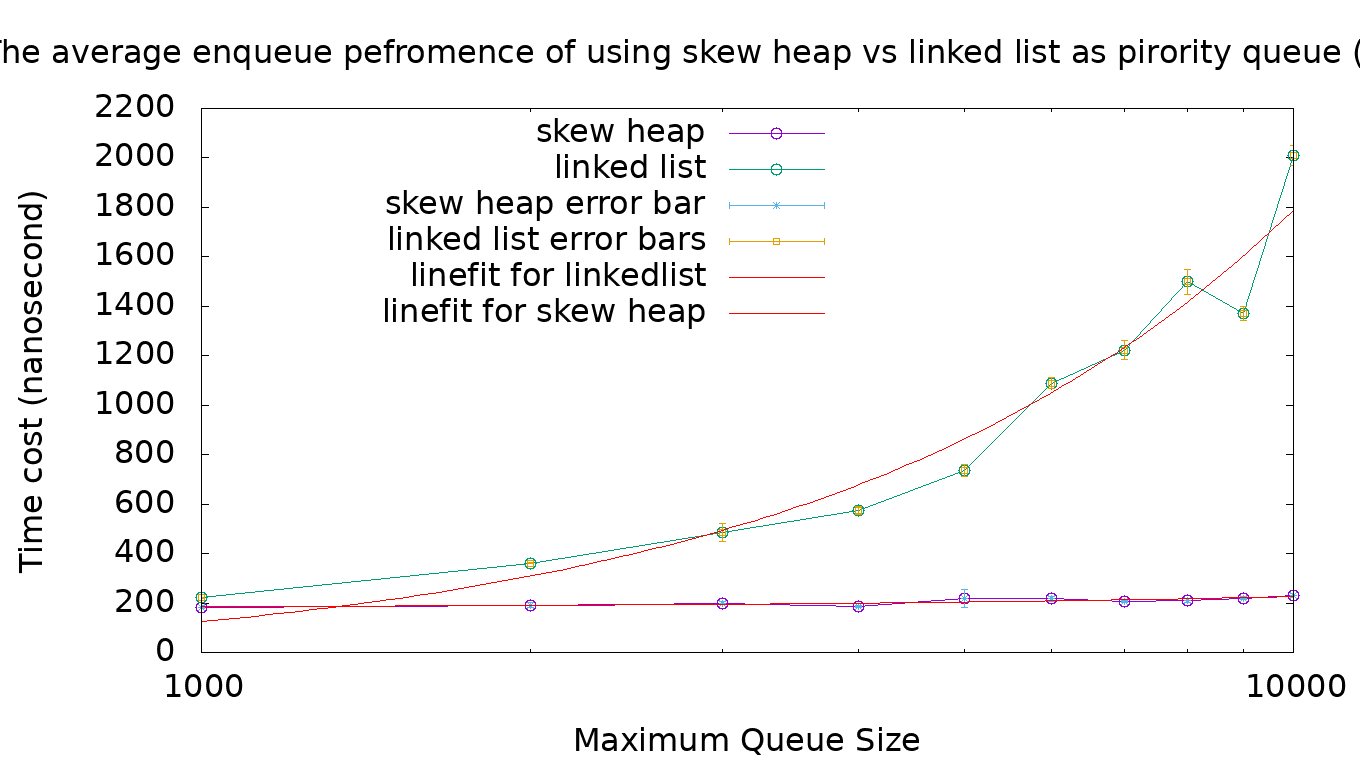 The average enqueue pefromence of using skew heap vs linked list as pirority queue (
2200
2000
1800
1600
1400
1200
1000
800
600
400
200
0
Time cost (nanosecond)
skew heap
linked list
skew heap error bar
linked list error bars
linefit for linkedlist
linefit for skew heap
1000
10000
Maximum Queue Size